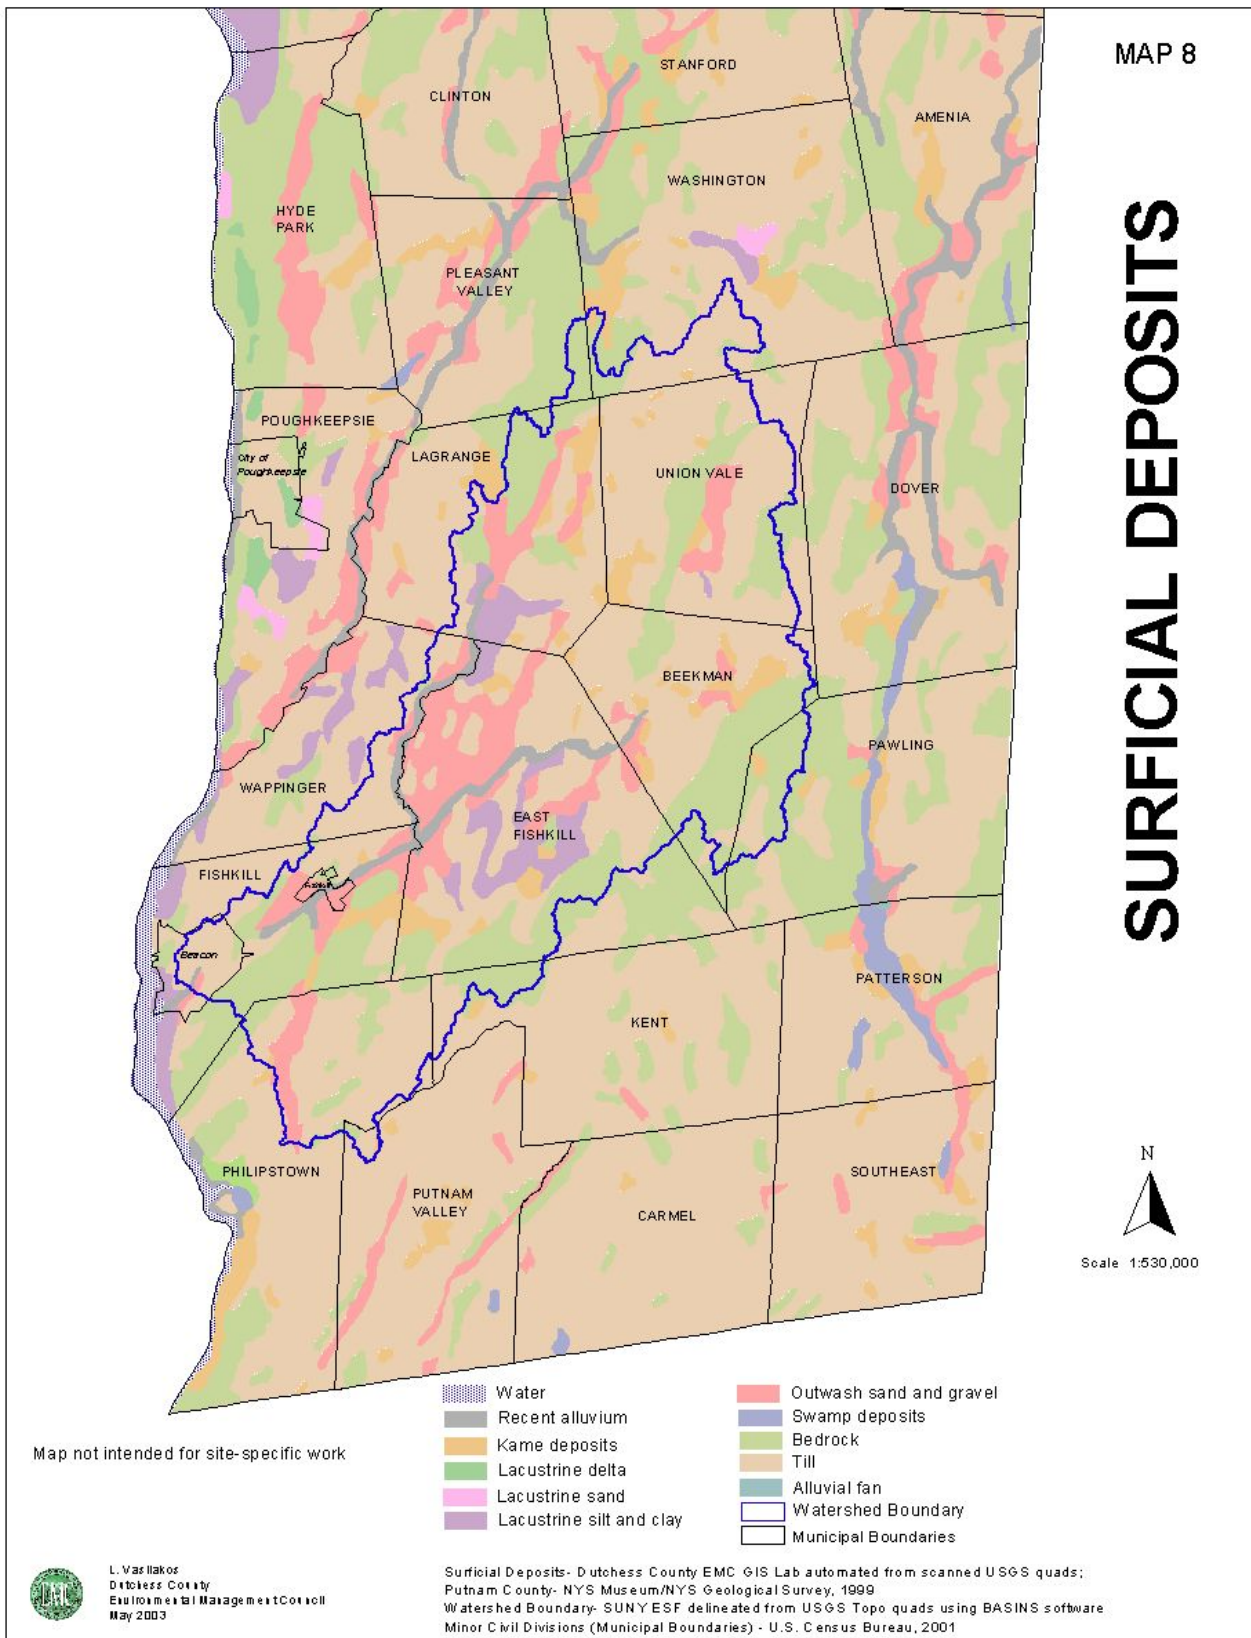 MAP 8
SURFICIAL DEPOSITS
STANFORD
CLINTON
AMENIA
WASHINGTON
HYDE
PARK
PLEASANT
VALLEY
POUGHKEEPSIE
City of
Poughkeepsie
LAGRANGE
UNION VALE
DOVER
BEEKMAN
PAWLING
WAPPINGER
EAST
FISHKILL
FISHKILL
Fishkill
Beacon
PATTERSON
KENT
PHILIPSTOWN
PUTNAM
VALLEY
CARMEL
SOUTHEAST
N
Scale 1:530,000
Water
Recent alluvium
Kame deposits
Lacustrine delta
Lacustrine sand
Lacustrine silt and clay
Outwash sand and gravel
Swamp deposits
Bedrock
Till
Alluvial fan
Watershed Boundary
Municipal Boundaries
Map not intended for site-specific work
EMC
L. Vasilakos
Dutchess County
Environmental Management Council
May 2003
Surficial Deposits- Dutchess County EMC GIS Lab automated from scanned USGS quads;
Putnam County- NYS Museum/NYS Geological Survey, 1999
Watershed Boundary- SUNY ESF delineated from USGS Topo quads using BASINS software
Minor Civil Divisions (Municipal Boundaries) - U.S. Census Bureau, 2001